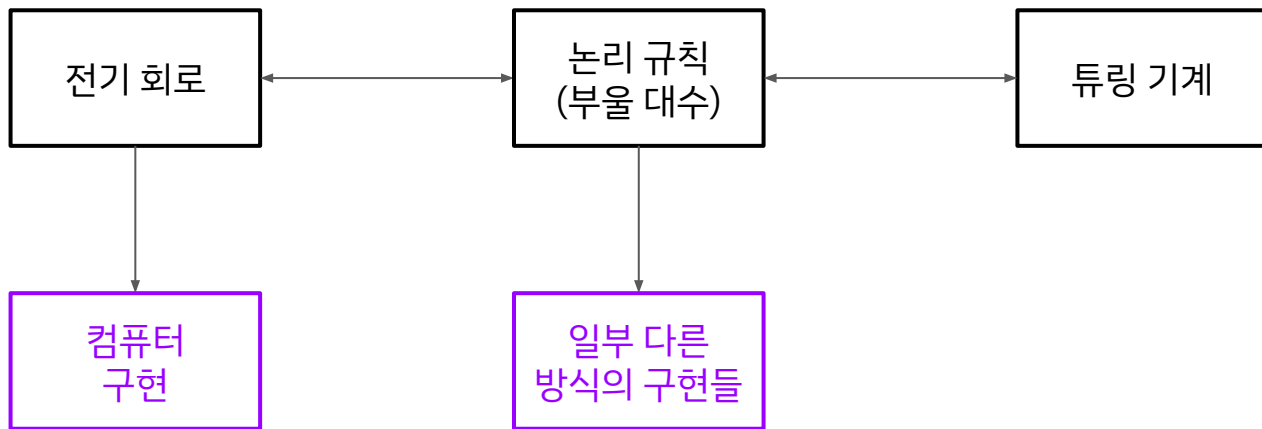 전기 회로
논리 규칙
(부울 대수)
튜링 기계
컴퓨터
구현
일부 다른
방식의 구현들